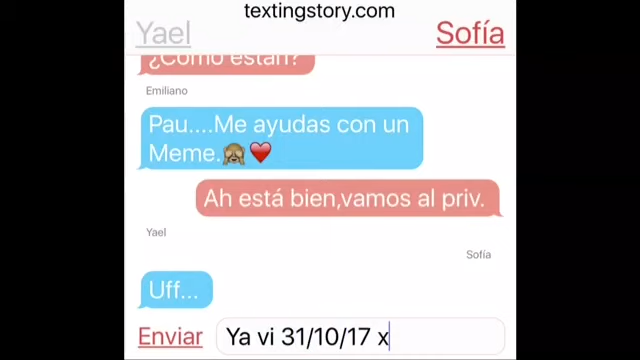 textingstory.com
Yael
Sofía
¿Cómo están?
Emiliano
Pau....Me ayudas con un
Meme.🙈❤️
Ah está bien,vamos al priv.
Yael
Sofía
Uff...
Enviar
Ya vi 31/10/17 x